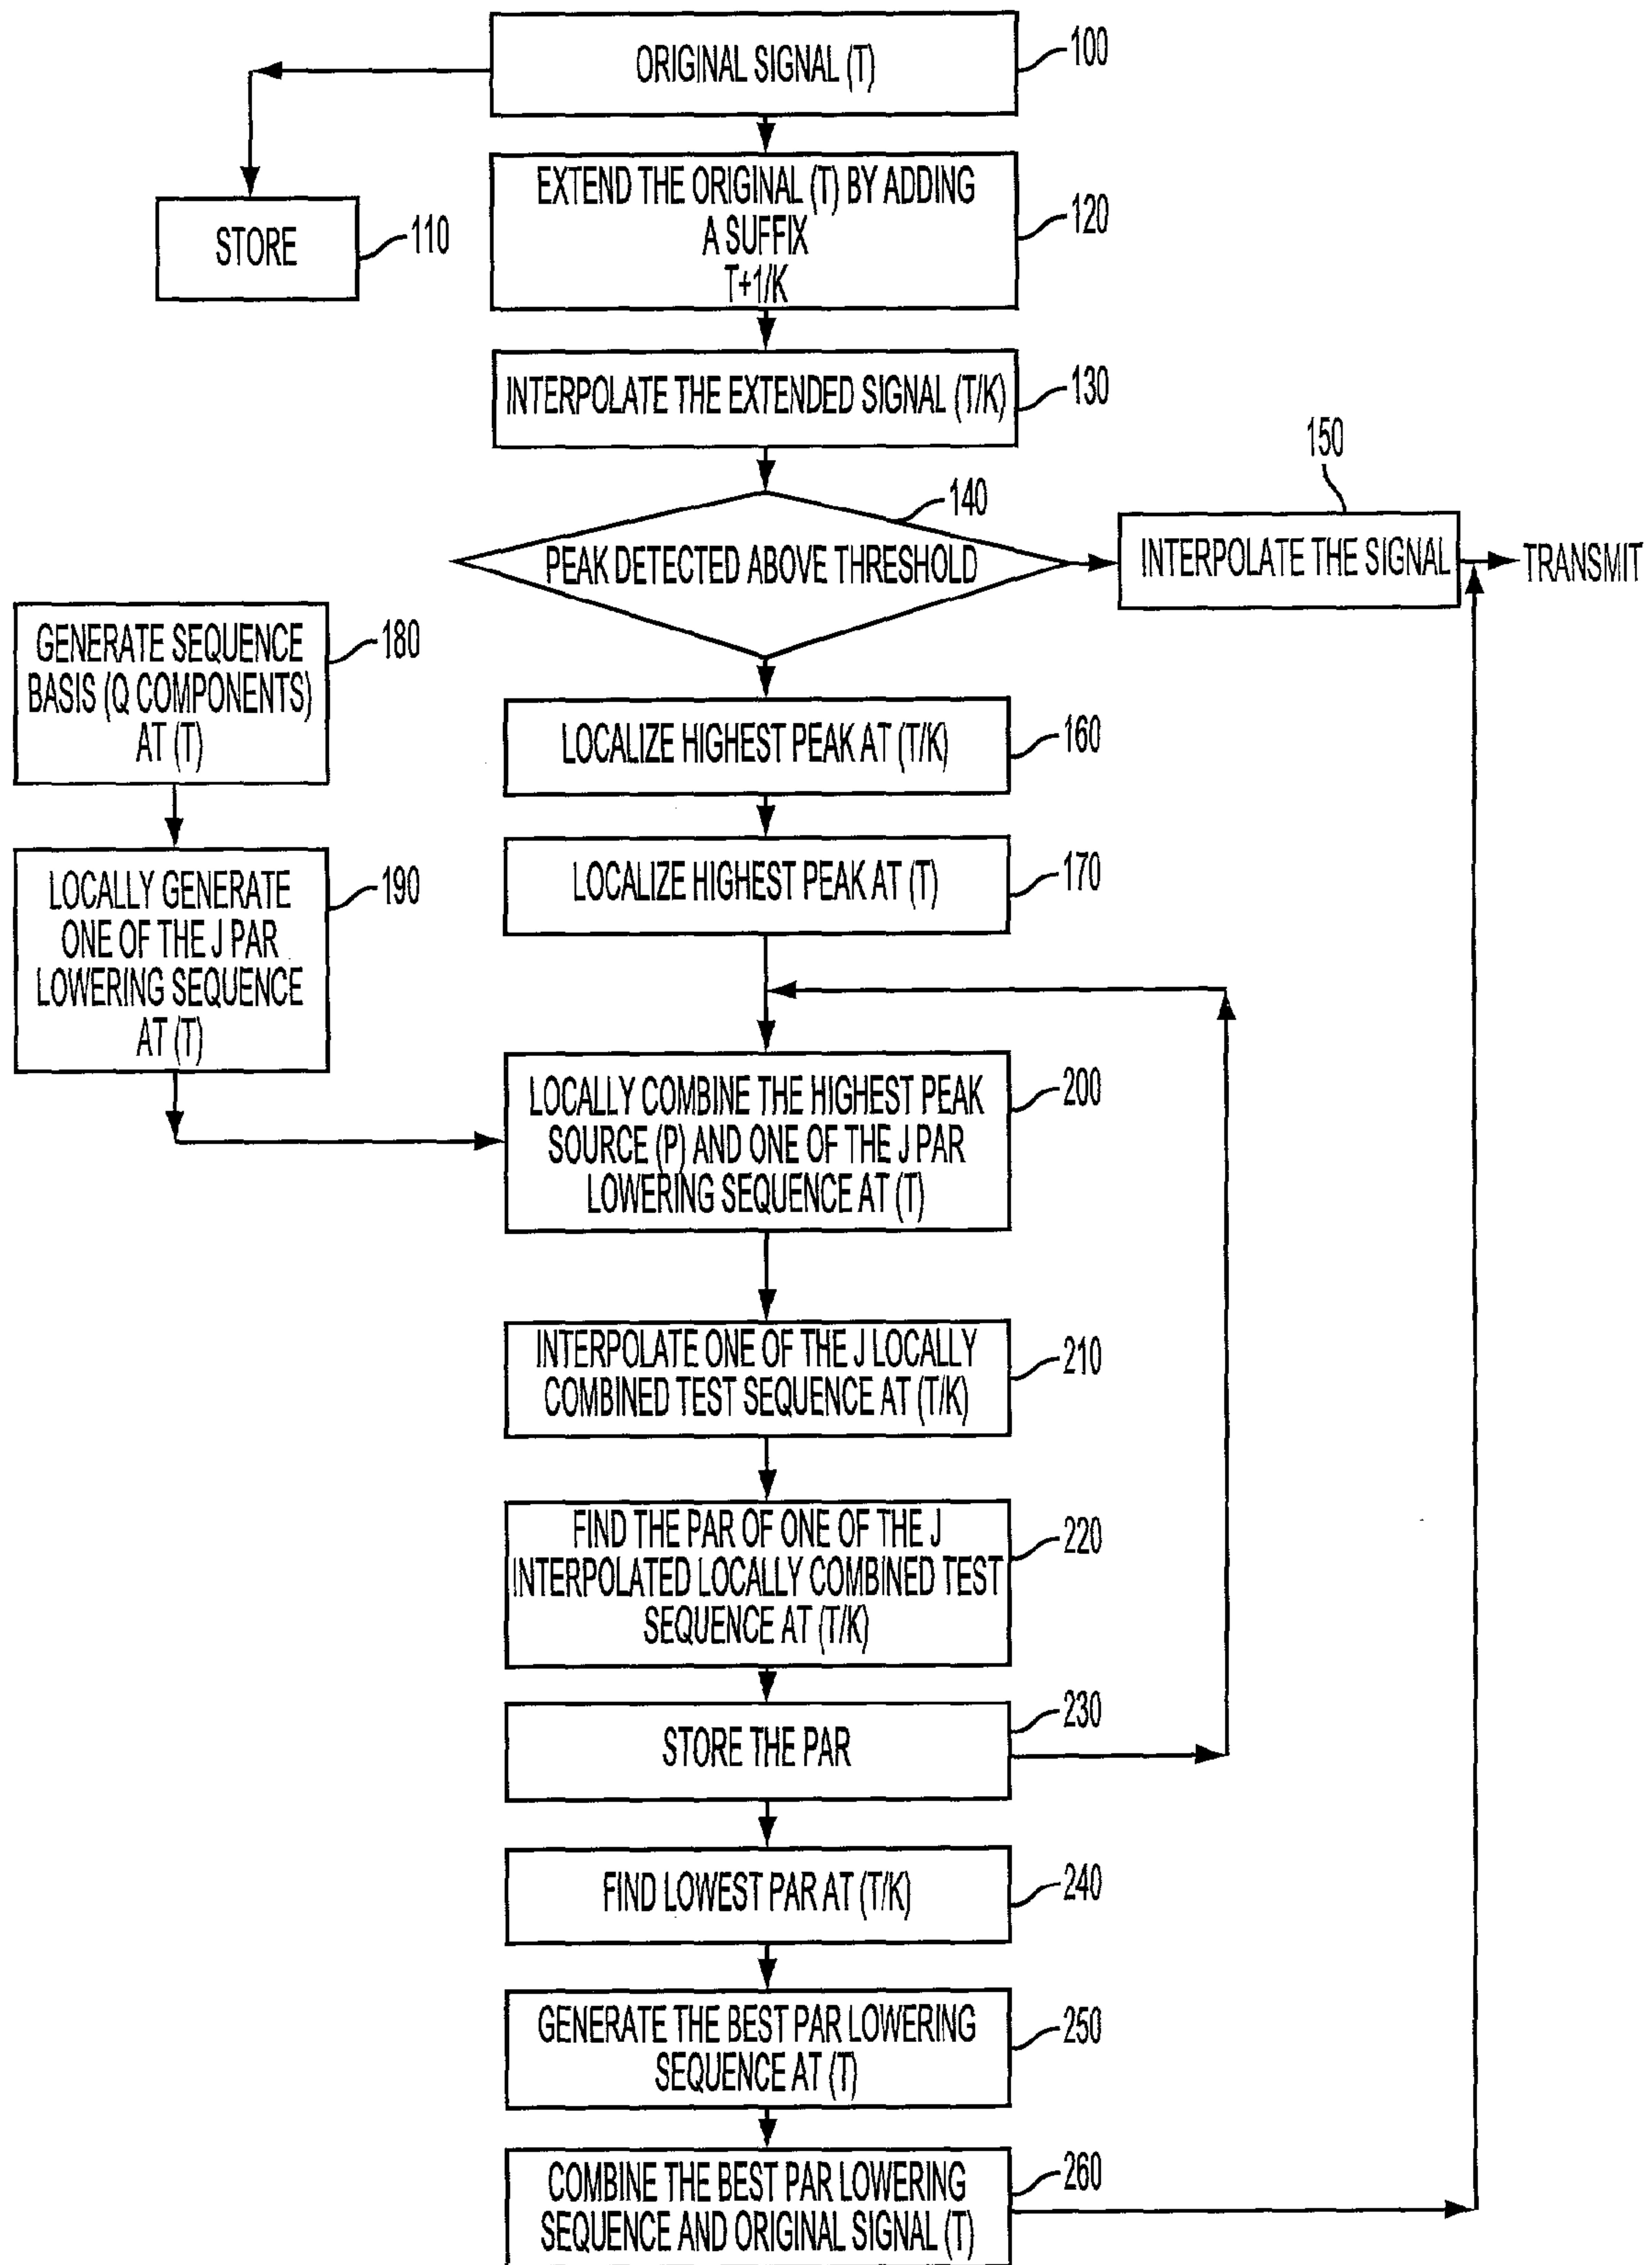 ORIGINAL SIGNAL (T)
100
STORE
110
EXTEND THE ORIGINAL (T) BY ADDING
A SUFFIX
T+1/K
120
INTERPOLATE THE EXTENDED SIGNAL (T/K)
130
PEAK DETECTED ABOVE THRESHOLD
140
INTERPOLATE THE SIGNAL
150
TRANSMIT
LOCALIZE HIGHEST PEAK AT (T/K)
160
LOCALIZE HIGHEST PEAK AT (T)
170
GENERATE SEQUENCE
BASIS (Q COMPONENTS)
AT (T)
180
LOCALLY GENERATE
ONE OF THE J PAR
LOWERING SEQUENCE
AT (T)
190
LOCALLY COMBINE THE HIGHEST PEAK
SOURCE (P) AND ONE OF THE J PAR
LOWERING SEQUENCE AT (T)
200
INTERPOLATE ONE OF THE J LOCALLY
COMBINED TEST SEQUENCE AT (T/K)
210
FIND THE PAR OF ONE OF THE J
INTERPOLATED LOCALLY COMBINED TEST
SEQUENCE AT (T/K)
220
STORE THE PAR
230
FIND LOWEST PAR AT (T/K)
240
GENERATE THE BEST PAR LOWERING
SEQUENCE AT (T)
250
COMBINE THE BEST PAR LOWERING
SEQUENCE AND ORIGINAL SIGNAL (T)
260